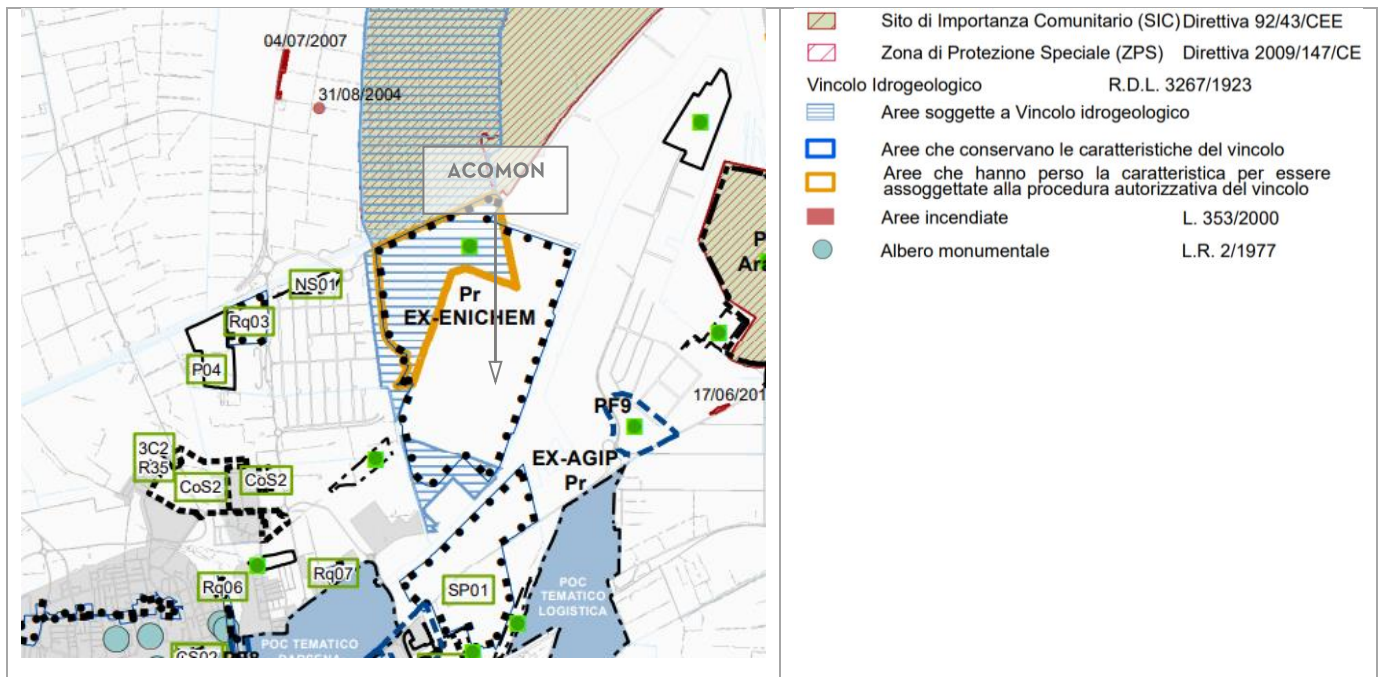 04/07/2007
31/08/2004
ACOMON
NS01
Rq03
P04
Pr
EX-ENICHEM
3C2
R35
CoS2
CoS2
PF9
EX-AGIP
Pr
Rq06
Rq07
SP01
POC
TEMATICO
LOGISTICA
POC TEMATICO
Sito di Importanza Comunitario (SIC) Direttiva 92/43/CEE
Zona di Protezione Speciale (ZPS) Direttiva 2009/147/CE
Vincolo Idrogeologico R.D.L. 3267/1923
Aree soggette a Vincolo idrogeologico
Aree che conservano le caratteristiche del vincolo
Aree che hanno perso la caratteristica per essere
assoggettate alla procedura autorizzativa del vincolo
Aree incendiate L. 353/2000
Albero monumentale L.R. 2/1977